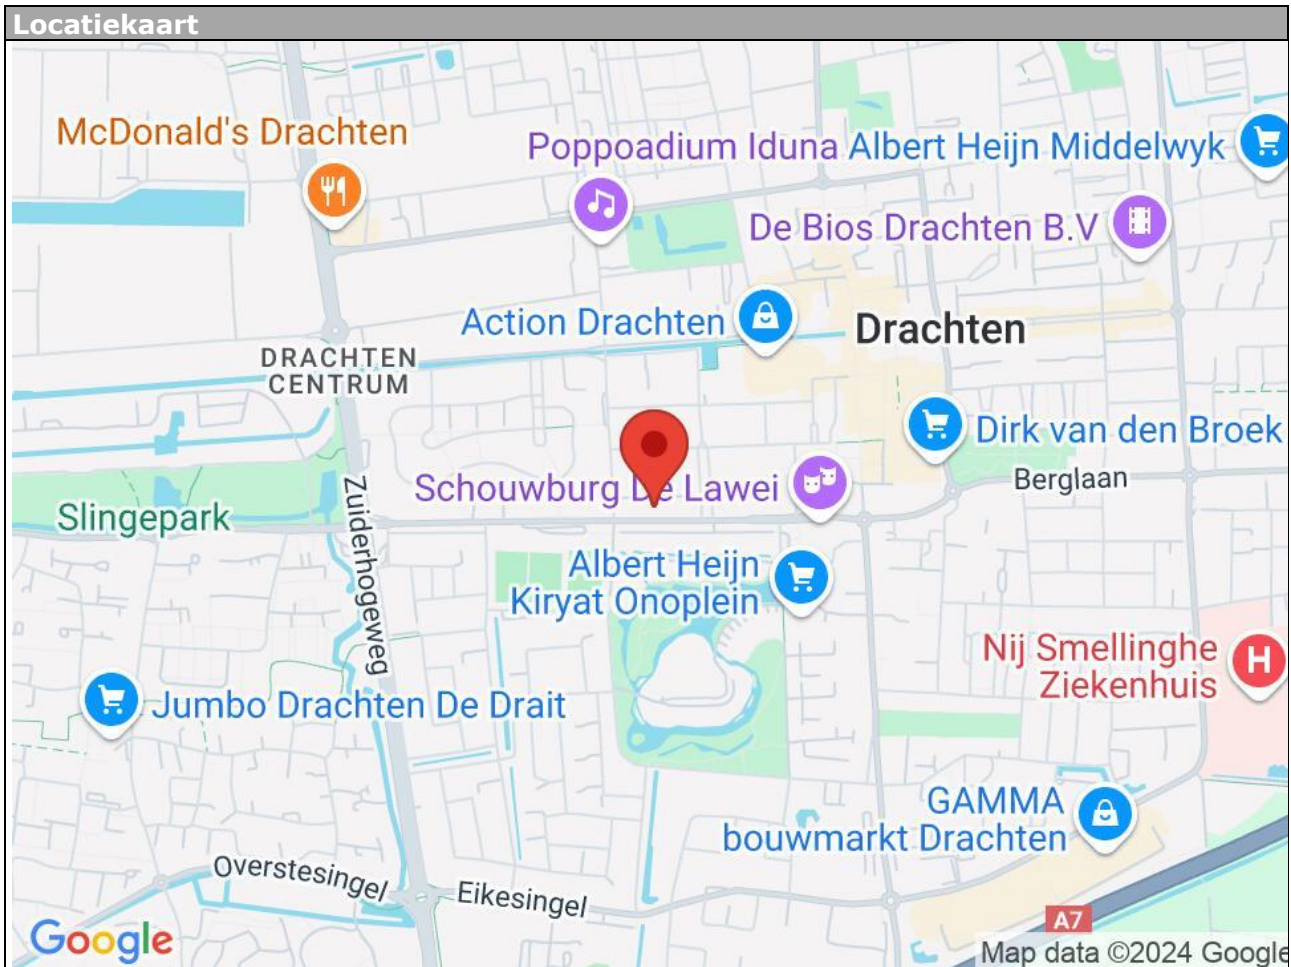 Locatiekaart
McDonald's Drachten
Poppoadium Iduna
Albert Heijn Middelwyk
De Bios Drachten B.V
Action Drachten
Drachten
DRACHTEN
CENTRUM
Dirk van den Broek
Schouwburg De Lawei
Berglaan
Slingepark
Zuiderhogeweg
Albert Heijn
Kiryat Onoplein
Nij Smellinghe
Ziekenhuis
H
Jumbo Drachten De Drait
GAMMA
bouwmarkt Drachten
Overstesingel
Eikesingel
A7
Google
Map data ©2024 Google